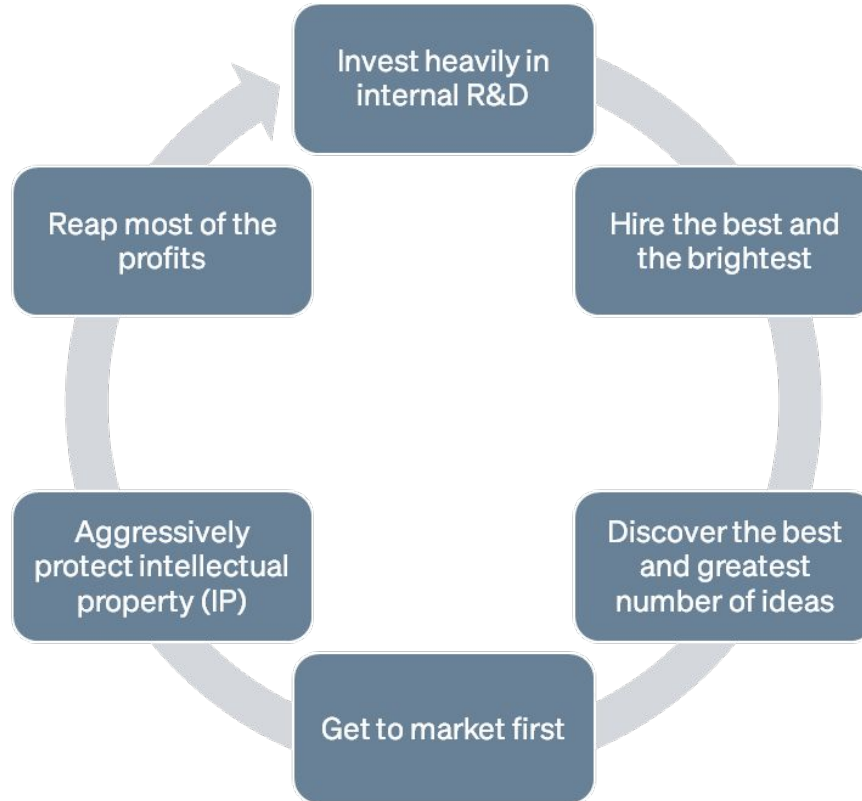 Invest heavily in
internal R&D
Hire the best and
the brightest
Discover the best
and greatest
number of ideas
Get to market first
Aggressively
protect intellectual
property (IP)
Reap most of the
profits